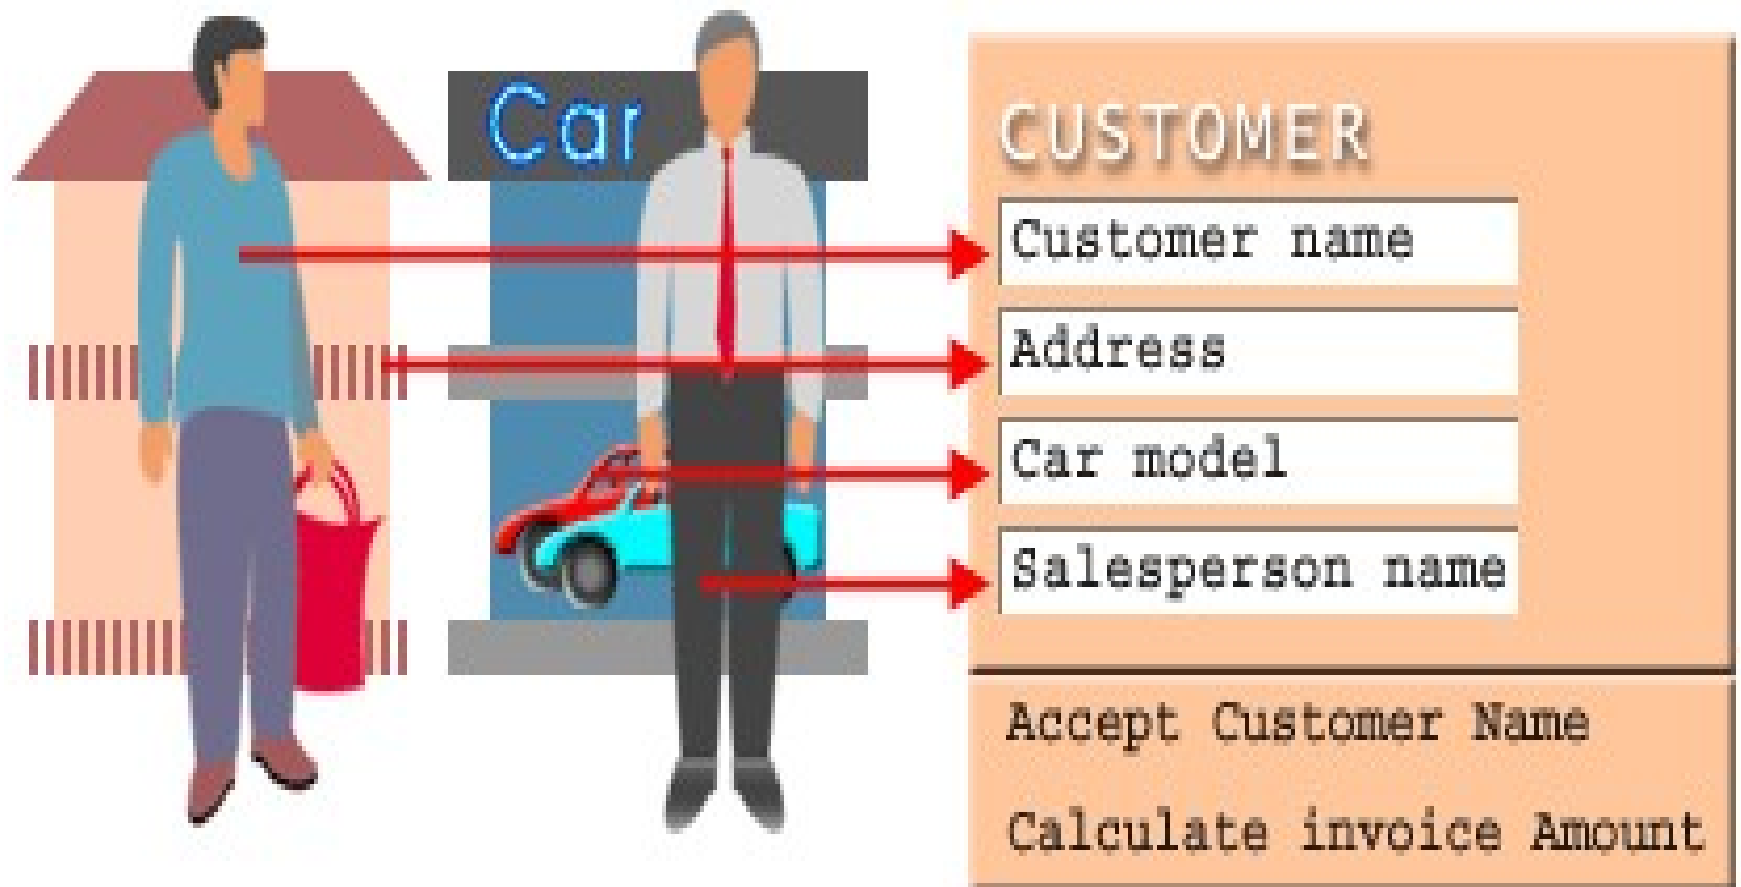 Car
CUSTOMER
Customer name
Address
Car model
Salesperson name
Accept Customer Name
Calculate invoice Amount